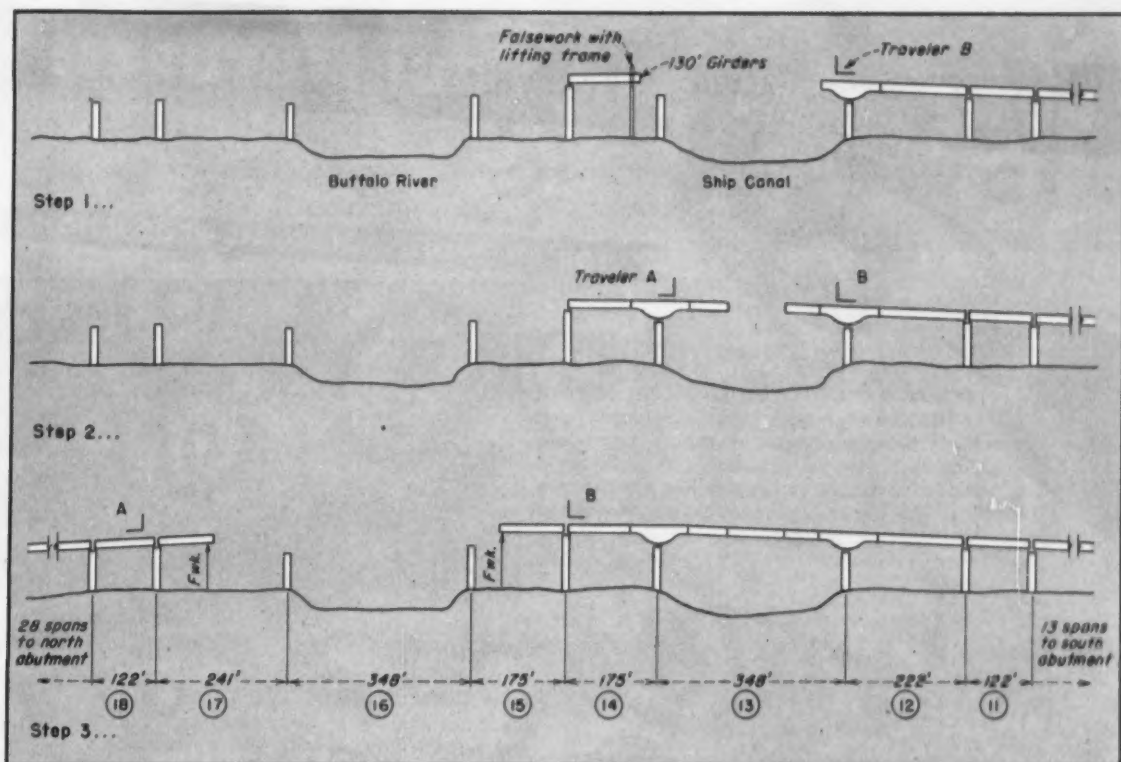 Falsework with
lifting frame
130' Girders
Traveler B
Buffalo River
Ship Canal
Step 1...
Traveler A
B
Step 2...
A
B
Fwk.
Fwk.
28 spans
to north
abutment
13 spans
to south
abutment
122' 241' 346' 175' 175' 348' 222' 122'
18 17 16 15 14 13 12 11
Step 3...